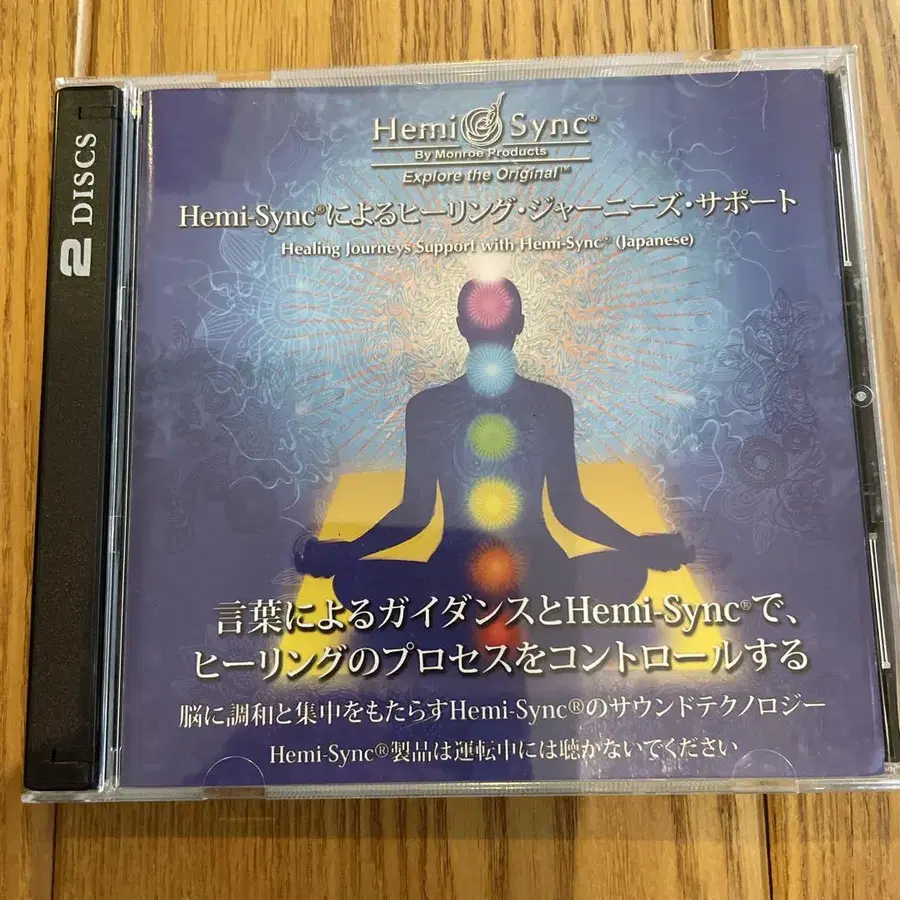 2 DISCS
Hemi Sync®
By Monroe Products
Explore the Original™
Hemi-Sync®によるヒーリング・ジャーニーズ・サポート
Healing Journeys Support with Hemi-Sync® (Japanese)
言葉によるガイダンスとHemi-Sync®で、
ヒーリングのプロセスをコントロールする
脳に調和と集中をもたらすHemi-Sync®のサウンドテクノロジー
Hemi-Sync®製品は運転中には聴かないでください